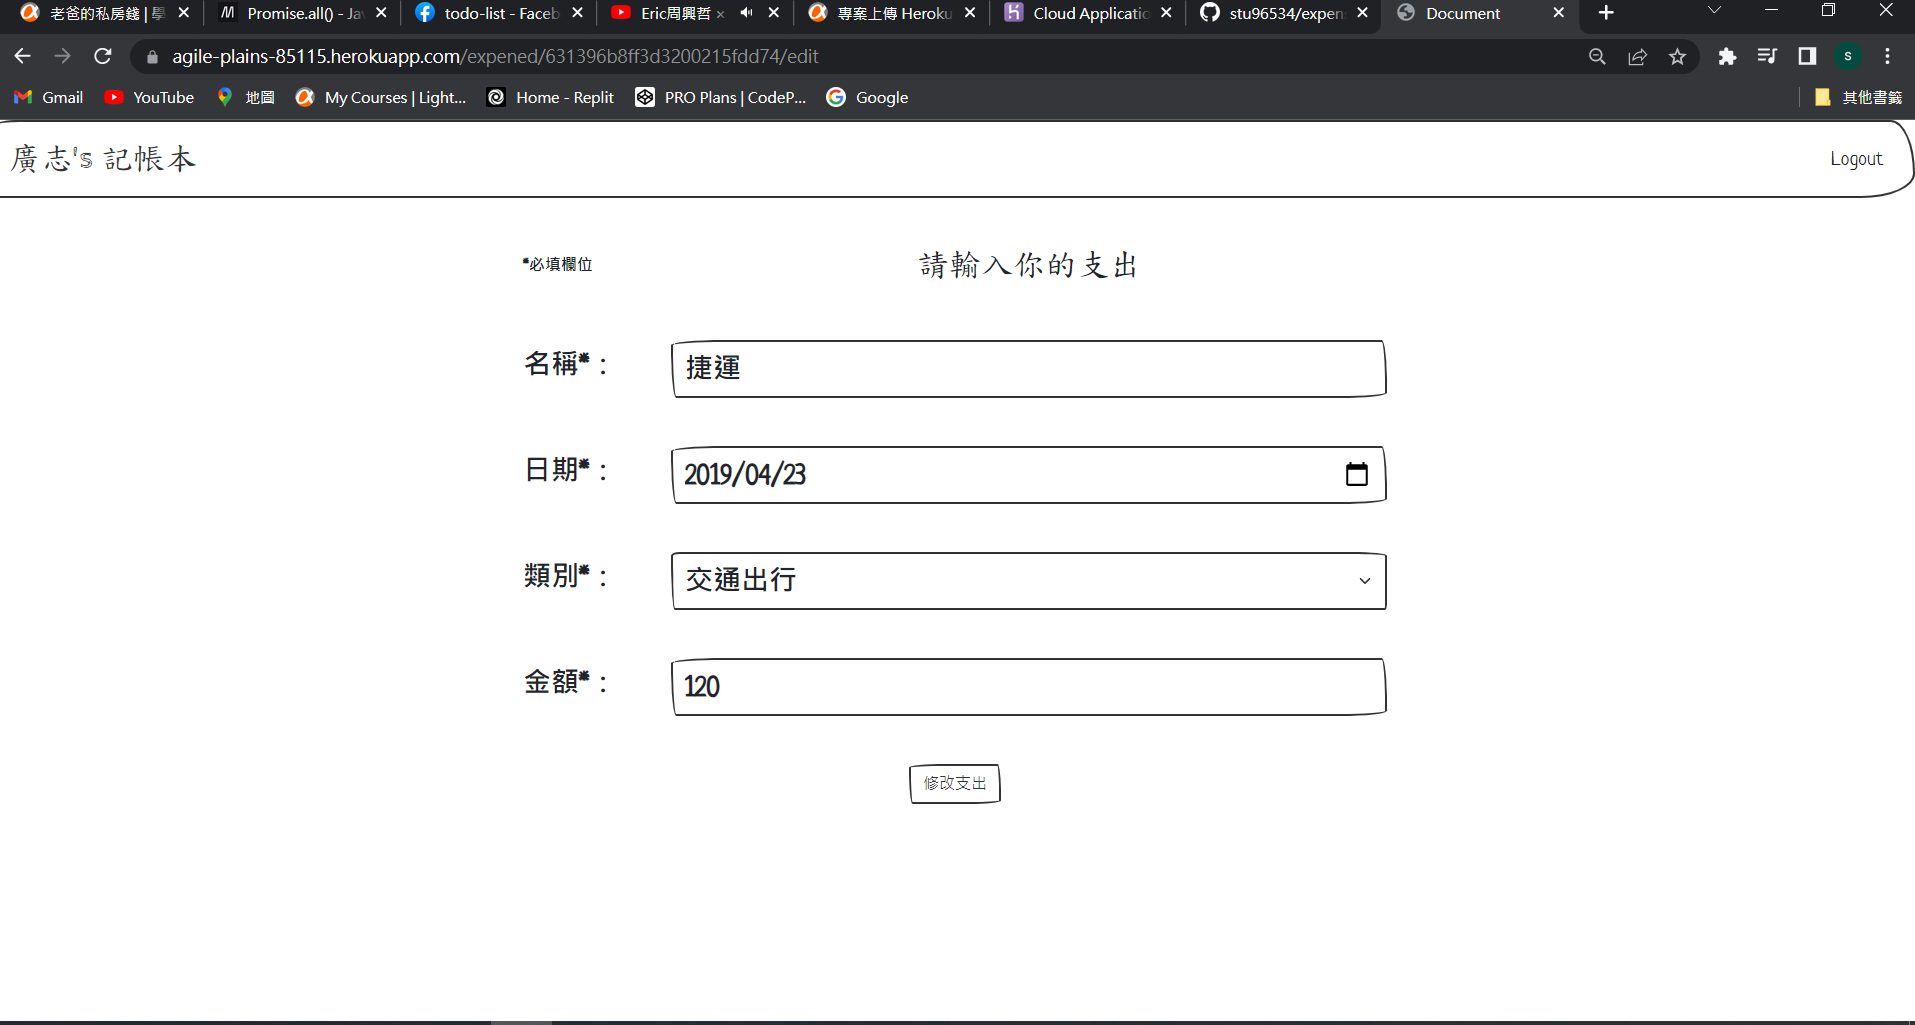 老爸的私房錢 | 學
Promise.all() - Jav
todo-list - Faceb
Eric周興哲
專案上傳 Heroku
Cloud Applicatio
stu96534/expen
Document
agile-plains-85115.herokuapp.com/expened/631396b8ff3d3200215fdd74/edit
S
Gmail
YouTube
地圖
My Courses | Light...
Home - Replit
PRO Plans | CodeP...
Google
其他書籤
廣志's 記帳本
Logout
*必填欄位
請輸入你的支出
名稱*：
捷運
日期*：
2019/04/23
類別*：
交通出行
金額*：
120
修改支出